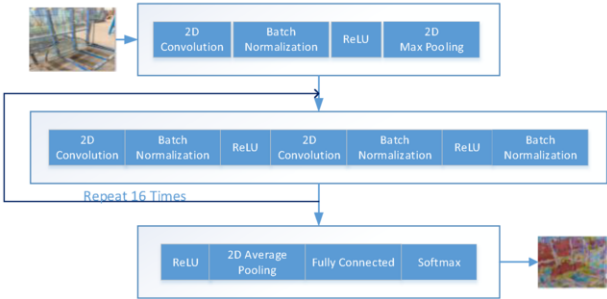 2D
Convolution
Batch
Normalization
ReLU
2D
Max Pooling
2D
Convolution
Batch
Normalization
ReLU
2D
Convolution
Batch
Normalization
ReLU
Batch
Normalization
Repeat 16 Times
ReLU
2D Average
Pooling
Fully Connected
Softmax